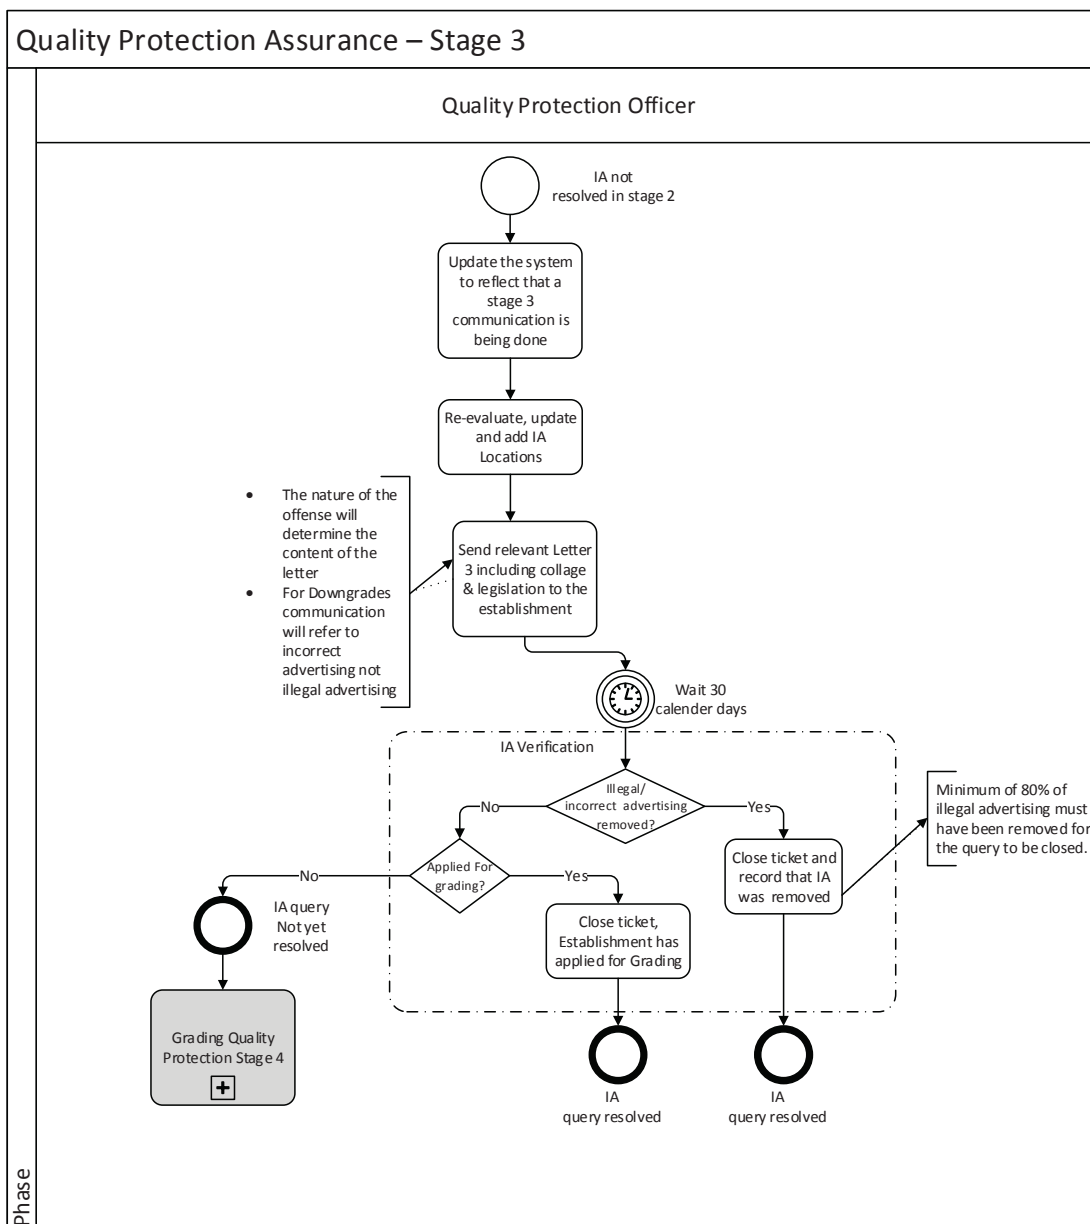 Quality Protection Assurance – Stage 3
Quality Protection Officer
IA not
resolved in stage 2
Update the system
to reflect that a
stage 3
communication is
being done
Re-evaluate, update
and add IA
Locations
• The nature of the
offense will
determine the
content of the
letter
• For Downgrades
communication
will refer to
incorrect
advertising not
illegal advertising
Send relevant Letter
3 including collage
& legislation to the
establishment
Wait 30
calender days
IA Verification
Illegal/
incorrect advertising
removed?
No
Yes
Minimum of 80% of
illegal advertising must
have been removed for
the query to be closed.
Applied For
grading?
No
Yes
Close ticket and
record that IA
was removed
IA query
Not yet
resolved
Close ticket,
Establishment has
applied for Grading
Grading Quality
Protection Stage 4
IA
query resolved
IA
query resolved
Phase